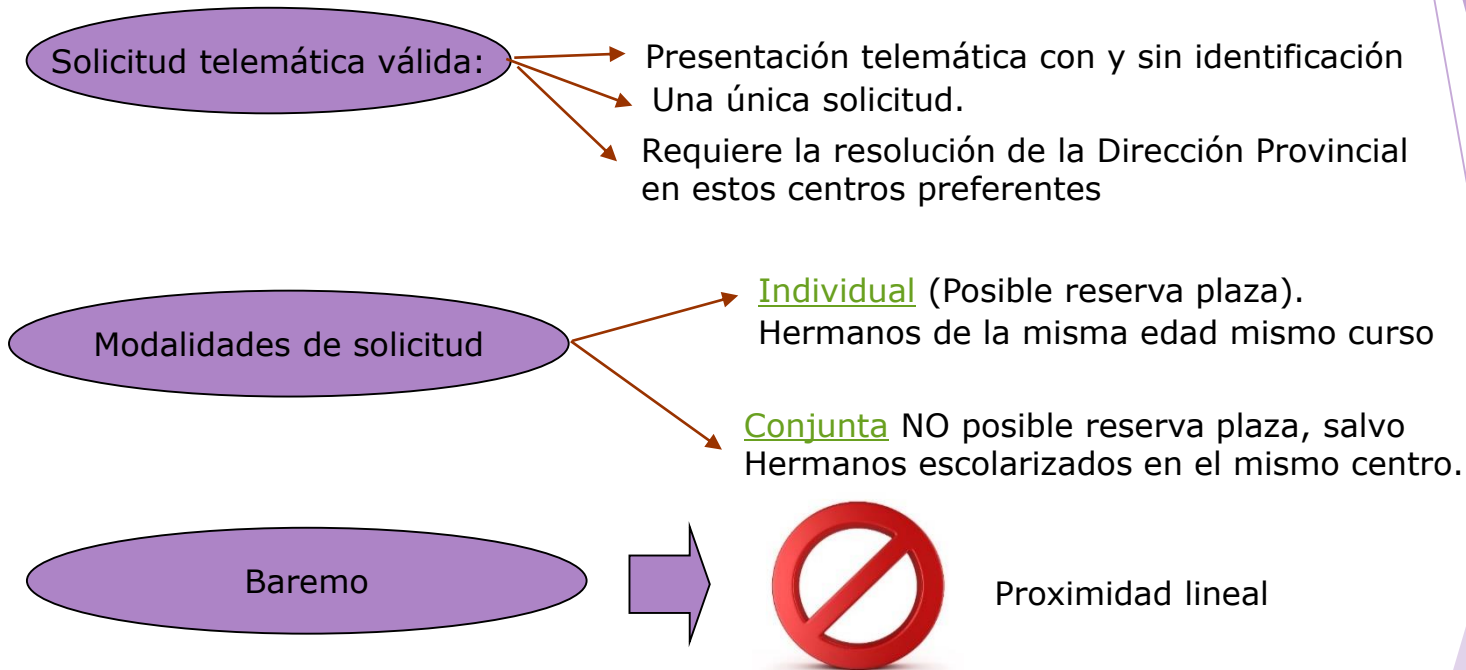 Solicitud telemática válida:
Presentación telemática con y sin identificación
Una única solicitud.
Requiere la resolución de la Dirección Provincial
en estos centros preferentes
Modalidades de solicitud
Individual (Posible reserva plaza).
Hermanos de la misma edad mismo curso
Conjunta NO posible reserva plaza, salvo
Hermanos escolarizados en el mismo centro.
Baremo
Proximidad lineal